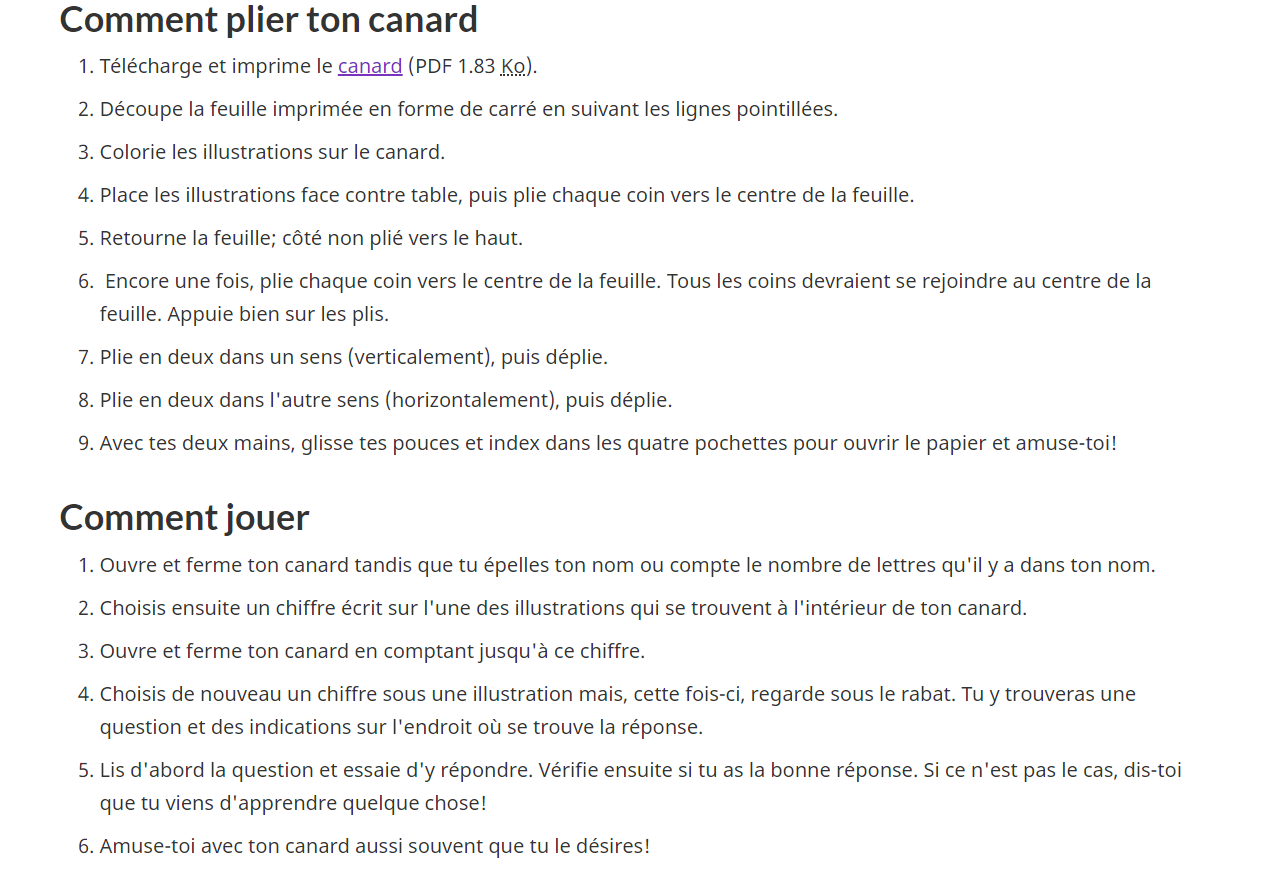 Comment plier ton canard
1. Télécharge et imprime le canard (PDF 1.83 Ko).
2. Découpe la feuille imprimée en forme de carré en suivant les lignes pointillées.
3. Colorie les illustrations sur le canard.
4. Place les illustrations face contre table, puis plie chaque coin vers le centre de la feuille.
5. Retourne la feuille; côté non plié vers le haut.
6. Encore une fois, plie chaque coin vers le centre de la feuille. Tous les coins devraient se rejoindre au centre de la
feuille. Appuie bien sur les plis.
7. Plie en deux dans un sens (verticalement), puis déplie.
8. Plie en deux dans l'autre sens (horizontalement), puis déplie.
9. Avec tes deux mains, glisse tes pouces et index dans les quatre pochettes pour ouvrir le papier et amuse-toi!
Comment jouer
1. Ouvre et ferme ton canard tandis que tu épelles ton nom ou compte le nombre de lettres qu'il y a dans ton nom.
2. Choisis ensuite un chiffre écrit sur l'une des illustrations qui se trouvent à l'intérieur de ton canard.
3. Ouvre et ferme ton canard en comptant jusqu'à ce chiffre.
4. Choisis de nouveau un chiffre sous une illustration mais, cette fois-ci, regarde sous le rabat. Tu y trouveras une
question et des indications sur l'endroit où se trouve la réponse.
5. Lis d'abord la question et essaie d'y répondre. Vérifie ensuite si tu as la bonne réponse. Si ce n'est pas le cas, dis-toi
que tu viens d'apprendre quelque chose!
6. Amuse-toi avec ton canard aussi souvent que tu le désires!